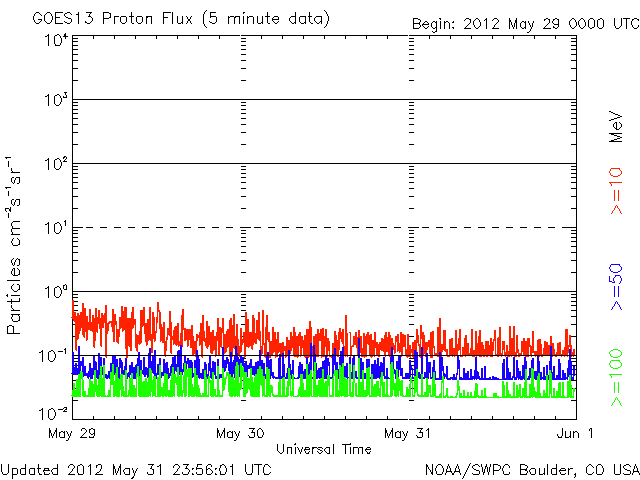 GOES13 Proton Flux (5 minute data)
Begin: 2012 May 29 0000 UTC
Particles cm⁻²s⁻¹sr⁻¹
10⁴
10³
10²
10¹
10⁰
10⁻¹
10⁻²
May 29
May 30
May 31
Jun 1
Universal Time
MeV
>=10
>=50
>=100
Updated 2012 May 31 23:56:01 UTC
NOAA/SWPC Boulder, CO USA